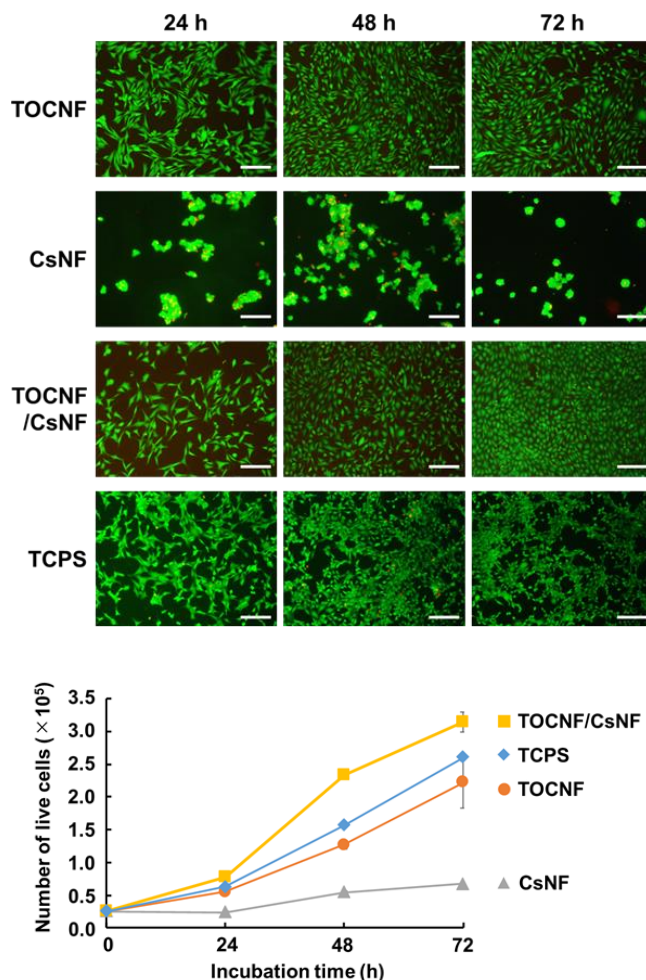 24 h
48 h
72 h
TOCNF
CsNF
TOCNF
/CsNF
TCPS
Number of live cells (×10⁵)
3.5
3.0
2.5
2.0
1.5
1.0
0.5
0.0
0
24
48
72
Incubation time (h)
TOCNF/CsNF
TCPS
TOCNF
CsNF